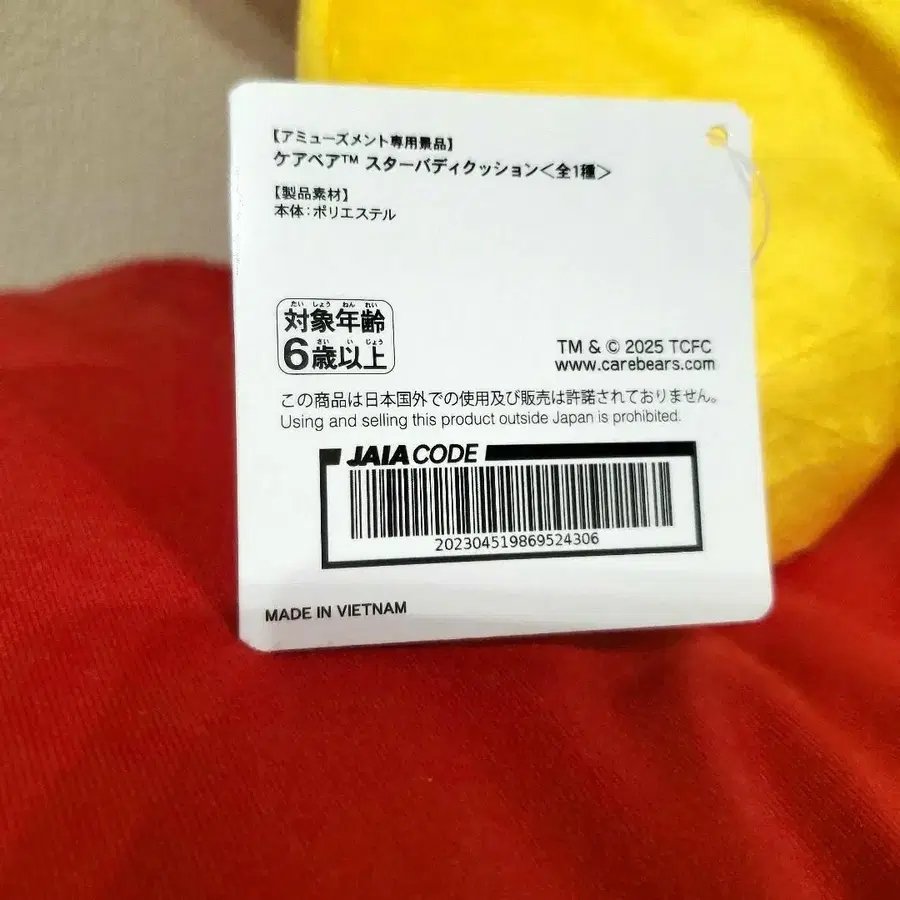 【アミューズメント専用景品】
ケアベア™ スターバディクッション＜全1種＞
【製品素材】
本体：ポリエステル
たい しょう ねん れい
対象年齢
さい い じょう
6歳以上
TM & © 2025 TCFC
www.carebears.com
この商品は日本国外での使用及び販売は許諾されておりません。
Using and selling this product outside Japan is prohibited.
JAIA CODE
202304519869524306
MADE IN VIETNAM